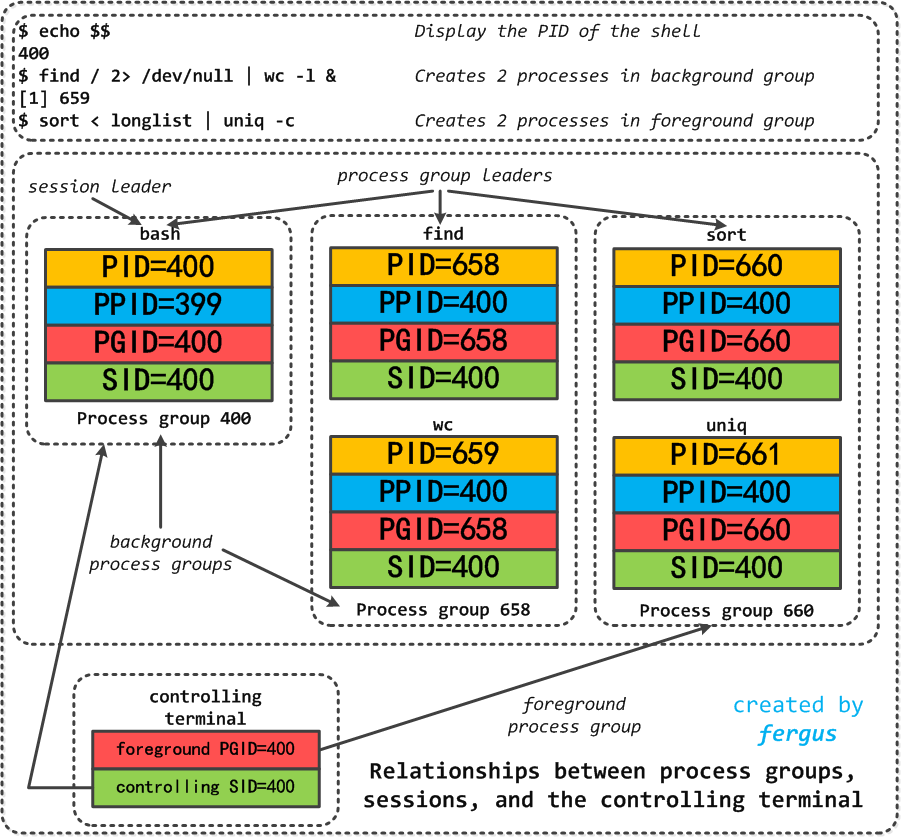 $ echo $$ Display the PID of the shell
400
$ find / 2> /dev/null | wc -l & Creates 2 processes in background group
[1] 659
$ sort < longlist | uniq -c Creates 2 processes in foreground group
process group leaders
session leader
bash
PID=400
PPID=399
PGID=400
SID=400
Process group 400
find
PID=658
PPID=400
PGID=658
SID=400
wc
PID=659
PPID=400
PGID=658
SID=400
Process group 658
sort
PID=660
PPID=400
PGID=660
SID=400
uniq
PID=661
PPID=400
PGID=660
SID=400
Process group 660
background
process groups
controlling
terminal
foreground PGID=400
controlling SID=400
foreground
process group
created by
fergus
Relationships between process groups,
sessions, and the controlling terminal